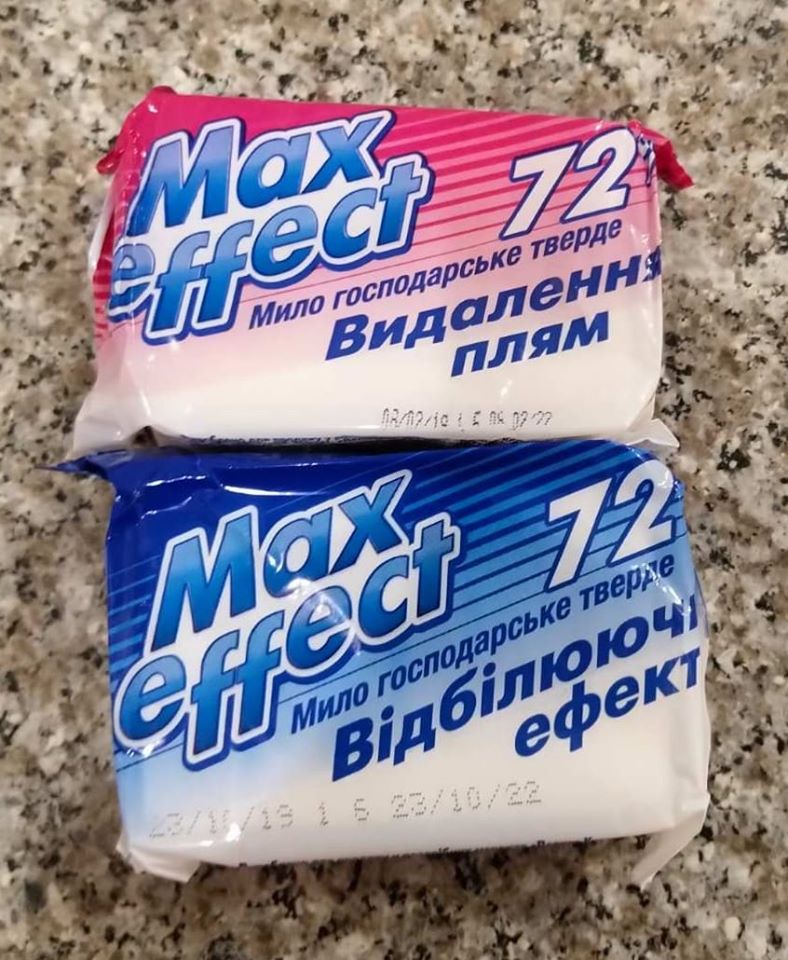 Max
effect
72%
Мило господарське тверде
Видалення
плям
Max
effect
72
Мило господарське тверде
Відбілюючі
ефект
23/10/19 1 6 23/10/22